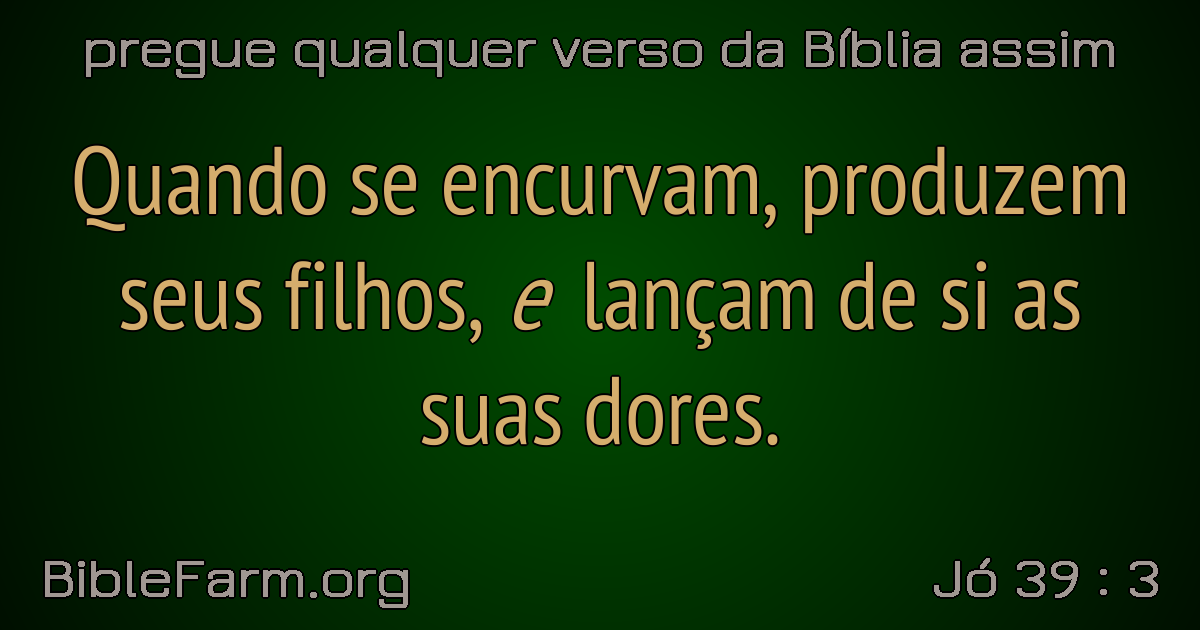 pregue qualquer verso da Bíblia assim
Quando se encurvam, produzem
seus filhos, e lançam de si as
suas dores.
BibleFarm.org
Jó 39 : 3